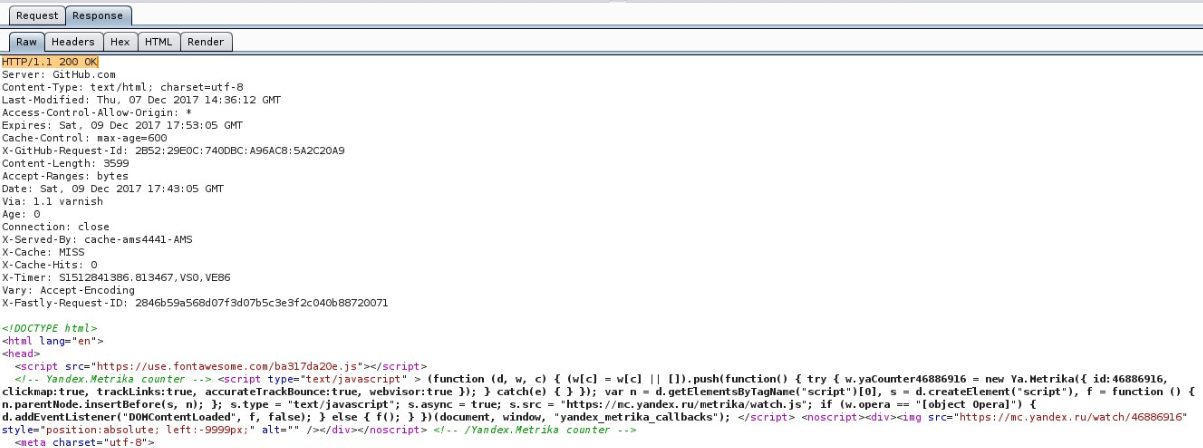 Request Response
Raw Headers Hex HTML Render
HTTP/1.1 200 OK
Server: GitHub.com
Content-Type: text/html; charset=utf-8
Last-Modified: Thu, 07 Dec 2017 14:36:12 GMT
Access-Control-Allow-Origin: *
Expires: Sat, 09 Dec 2017 17:53:05 GMT
Cache-Control: max-age=600
X-GitHub-Request-Id: 2B52:29E0C:740DBC:A96AC8:5A2C20A9
Content-Length: 3599
Accept-Ranges: bytes
Date: Sat, 09 Dec 2017 17:43:05 GMT
Via: 1.1 varnish
Age: 0
Connection: close
X-Served-By: cache-ams4441-AMS
X-Cache: MISS
X-Cache-Hits: 0
X-Timer: S1512841386.813467,VS0,VE86
Vary: Accept-Encoding
X-Fastly-Request-ID: 2846b59a568d07f3d07b5c3e3f2c040b88720071
<!DOCTYPE html>
<html lang="en">
<head>
<script src="https://use.fontawesome.com/ba317da20e.js"></script>
<!-- Yandex.Metrika counter --> <script type="text/javascript" > (function (d, w, c) { (w[c] = w[c] || []).push(function() { try { w.yaCounter46886916 = new Ya.Metrika({ id:46886916,
clickmap:true, trackLinks:true, accurateTrackBounce:true, webvisor:true }); } catch(e) { } }); var n = d.getElementsByTagName("script")[0], s = d.createElement("script"), f = function () {
n.parentNode.insertBefore(s, n); }; s.type = "text/javascript"; s.async = true; s.src = "https://mc.yandex.ru/metrika/watch.js"; if (w.opera == "[object Opera]") {
d.addEventListener("DOMContentLoaded", f, false); } else { f(); } })(document, window, "yandex_metrika_callbacks"); </script> <noscript><div><img src="https://mc.yandex.ru/watch/46886916"
style="position:absolute; left:-9999px;" alt="" /></div></noscript> <!-- /Yandex.Metrika counter -->
<meta charset="utf-8">